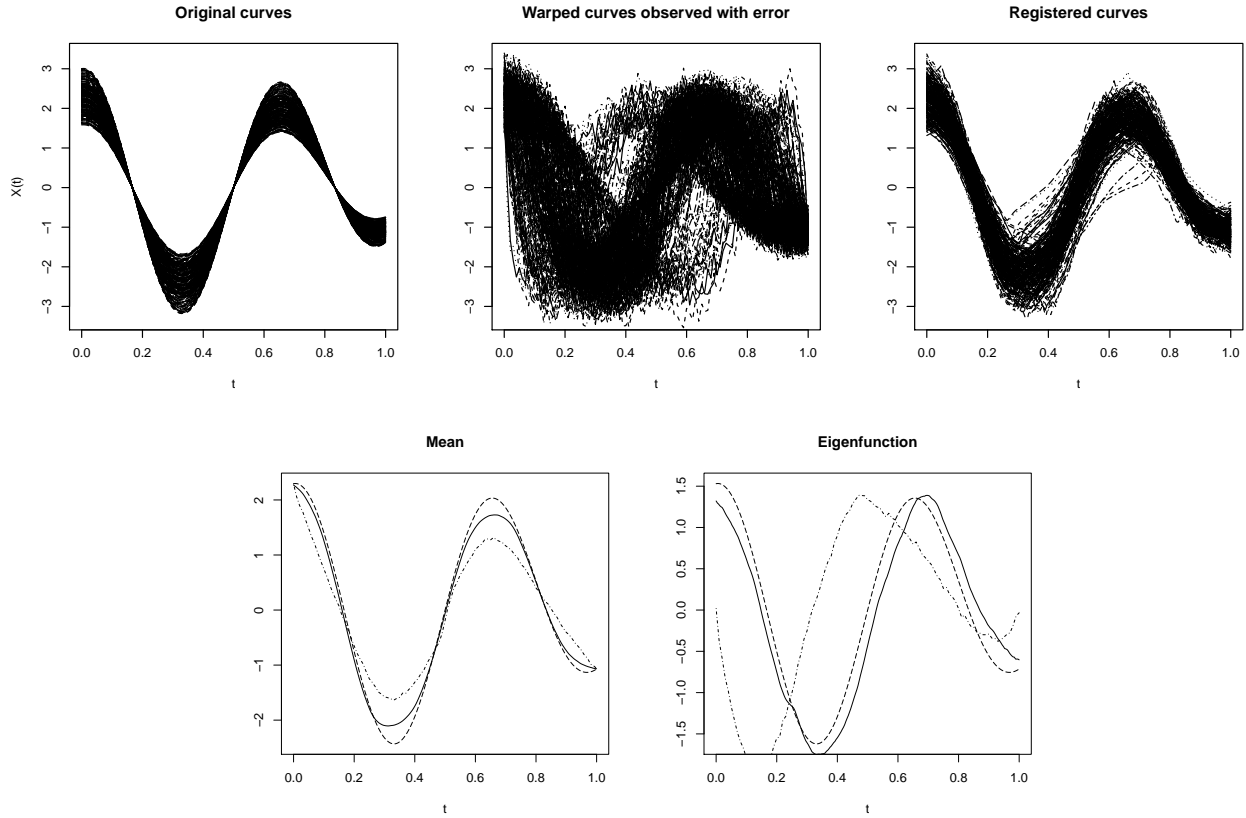 Original curves
Warped curves observed with error
Registered curves
X(t)
3
2
1
0
−1
−2
−3
0.0 0.2 0.4 0.6 0.8 1.0
t
3
2
1
0
−1
−2
−3
0.0 0.2 0.4 0.6 0.8 1.0
t
3
2
1
0
−1
−2
−3
0.0 0.2 0.4 0.6 0.8 1.0
t
Mean
Eigenfunction
2
1
0
−1
−2
0.0 0.2 0.4 0.6 0.8 1.0
t
1.5
1.0
0.5
0.0
−0.5
−1.0
−1.5
0.0 0.2 0.4 0.6 0.8 1.0
t